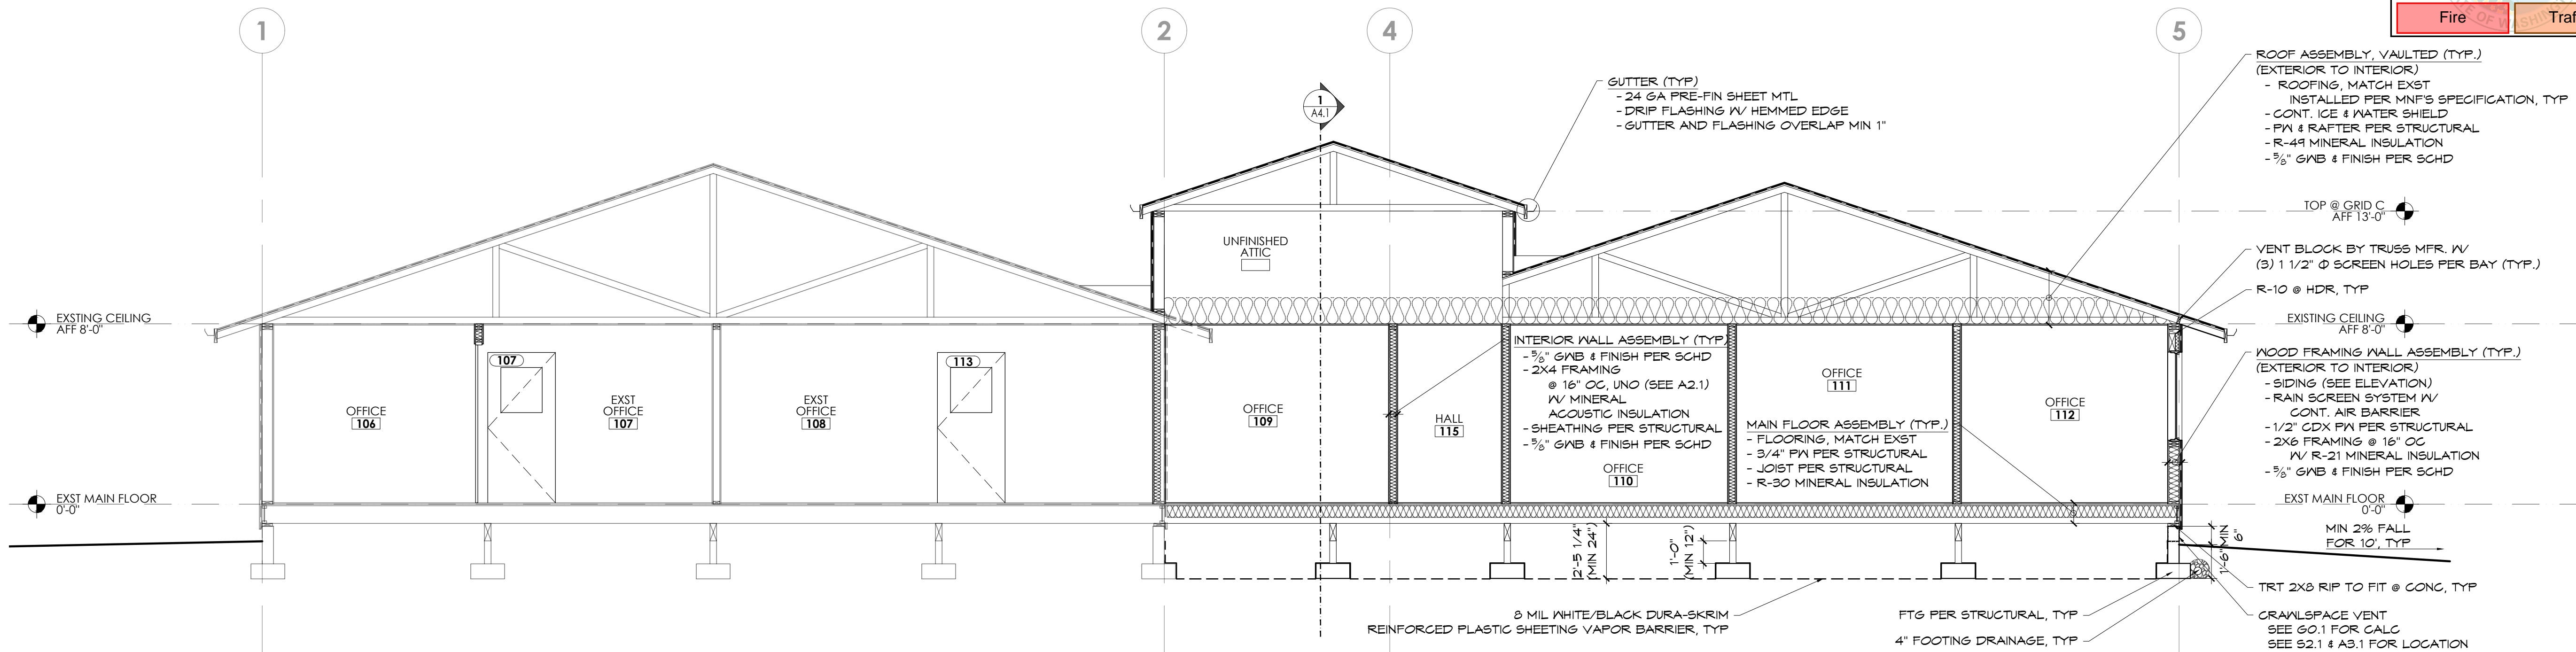 1
2
4
5
Fire
Traf
OF WASHIN
1
A4.1
GUTTER (TYP)
- 24 GA PRE-FIN SHEET MTL
- DRIP FLASHING W/ HEMMED EDGE
- GUTTER AND FLASHING OVERLAP MIN 1"
ROOF ASSEMBLY, VAULTED (TYP.)
(EXTERIOR TO INTERIOR)
- ROOFING, MATCH EXST
INSTALLED PER MNF'S SPECIFICATION, TYP
- CONT. ICE & WATER SHIELD
- PW & RAFTER PER STRUCTURAL
- R-49 MINERAL INSULATION
- 5/8" GWB & FINISH PER SCHD
TOP @ GRID C
AFF 13'-0"
VENT BLOCK BY TRUSS MFR. W/
(3) 1 1/2" Φ SCREEN HOLES PER BAY (TYP.)
R-10 @ HDR, TYP
EXISTING CEILING
AFF 8'-0"
WOOD FRAMING WALL ASSEMBLY (TYP.)
(EXTERIOR TO INTERIOR)
- SIDING (SEE ELEVATION)
- RAIN SCREEN SYSTEM W/
CONT. AIR BARRIER
- 1/2" CDX PW PER STRUCTURAL
- 2X6 FRAMING @ 16" OC
W/ R-21 MINERAL INSULATION
- 5/8" GWB & FINISH PER SCHD
EXST MAIN FLOOR
0'-0"
MIN 2% FALL
FOR 10', TYP
TRT 2X8 RIP TO FIT @ CONC, TYP
CRAWLSPACE VENT
SEE G0.1 FOR CALC
SEE S2.1 & A3.1 FOR LOCATION
UNFINISHED
ATTIC
EXSTING CEILING
AFF 8'-0"
EXST MAIN FLOOR
0'-0"
OFFICE
106
107
EXST
OFFICE
107
EXST
OFFICE
108
113
OFFICE
109
HALL
115
INTERIOR WALL ASSEMBLY (TYP)
- 5/8" GWB & FINISH PER SCHD
- 2X4 FRAMING
@ 16" OC, UNO (SEE A2.1)
W/ MINERAL
ACOUSTIC INSULATION
- SHEATHING PER STRUCTURAL
- 5/8" GWB & FINISH PER SCHD
OFFICE
110
OFFICE
111
MAIN FLOOR ASSEMBLY (TYP.)
- FLOORING, MATCH EXST
- 3/4" PW PER STRUCTURAL
- JOIST PER STRUCTURAL
- R-30 MINERAL INSULATION
OFFICE
112
2'-5 1/4"
(MIN 24")
1'-0"
(MIN 12")
1'-6" MIN
6"
8 MIL WHITE/BLACK DURA-SKRIM
REINFORCED PLASTIC SHEETING VAPOR BARRIER, TYP
FTG PER STRUCTURAL, TYP
4" FOOTING DRAINAGE, TYP